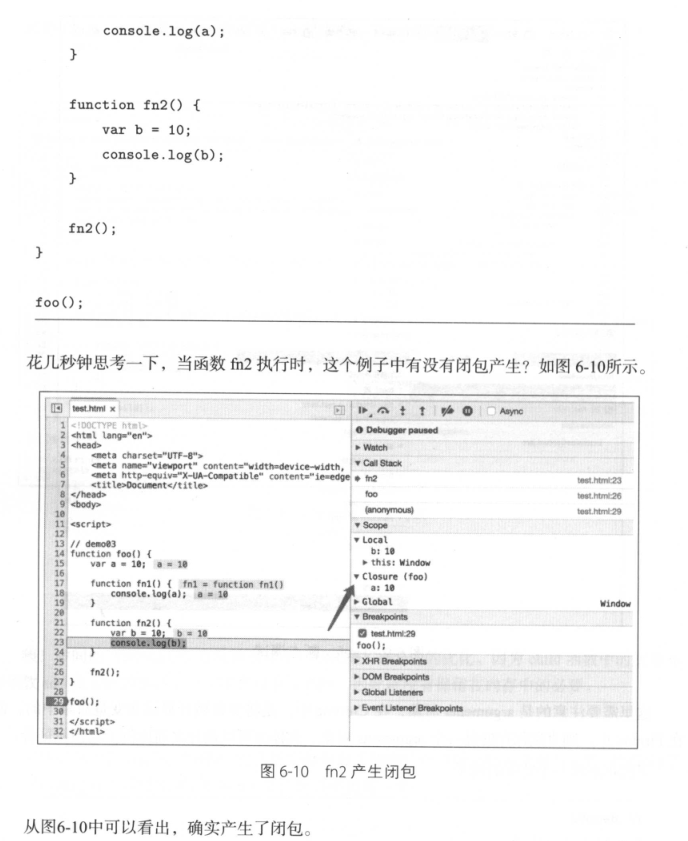 console.log(a);
}
function fn2() {
var b = 10;
console.log(b);
}
fn2();
}
foo();
花几秒钟思考一下，当函数 fn2 执行时，这个例子中有没有闭包产生？如图 6-10所示。
test.html ×
Async
1 <!DOCTYPE html>
2 <html lang="en">
3 <head>
4 <meta charset="UTF-8">
5 <meta name="viewport" content="width=device-width,
6 <meta http-equiv="X-UA-Compatible" content="ie=edge
7 <title>Document</title>
8 </head>
9 <body>
10
11 <script>
12
13 // demo03
14 function foo() {
15 var a = 10; a = 10
16
17 function fn1() { fn1 = function fn1()
18 console.log(a); a = 10
19 }
20
21 function fn2() {
22 var b = 10; b = 10
23 console.log(b);
24 }
25
26 fn2();
27 }
28
29 foo();
30
31 </script>
32 </html>
Debugger paused
Watch
Call Stack
fn2 test.html:23
foo test.html:26
(anonymous) test.html:29
Scope
Local
b: 10
this: Window
Closure (foo)
a: 10
Global Window
Breakpoints
test.html:29
foo();
XHR Breakpoints
DOM Breakpoints
Global Listeners
Event Listener Breakpoints
图 6-10 fn2 产生闭包
从图6-10中可以看出，确实产生了闭包。